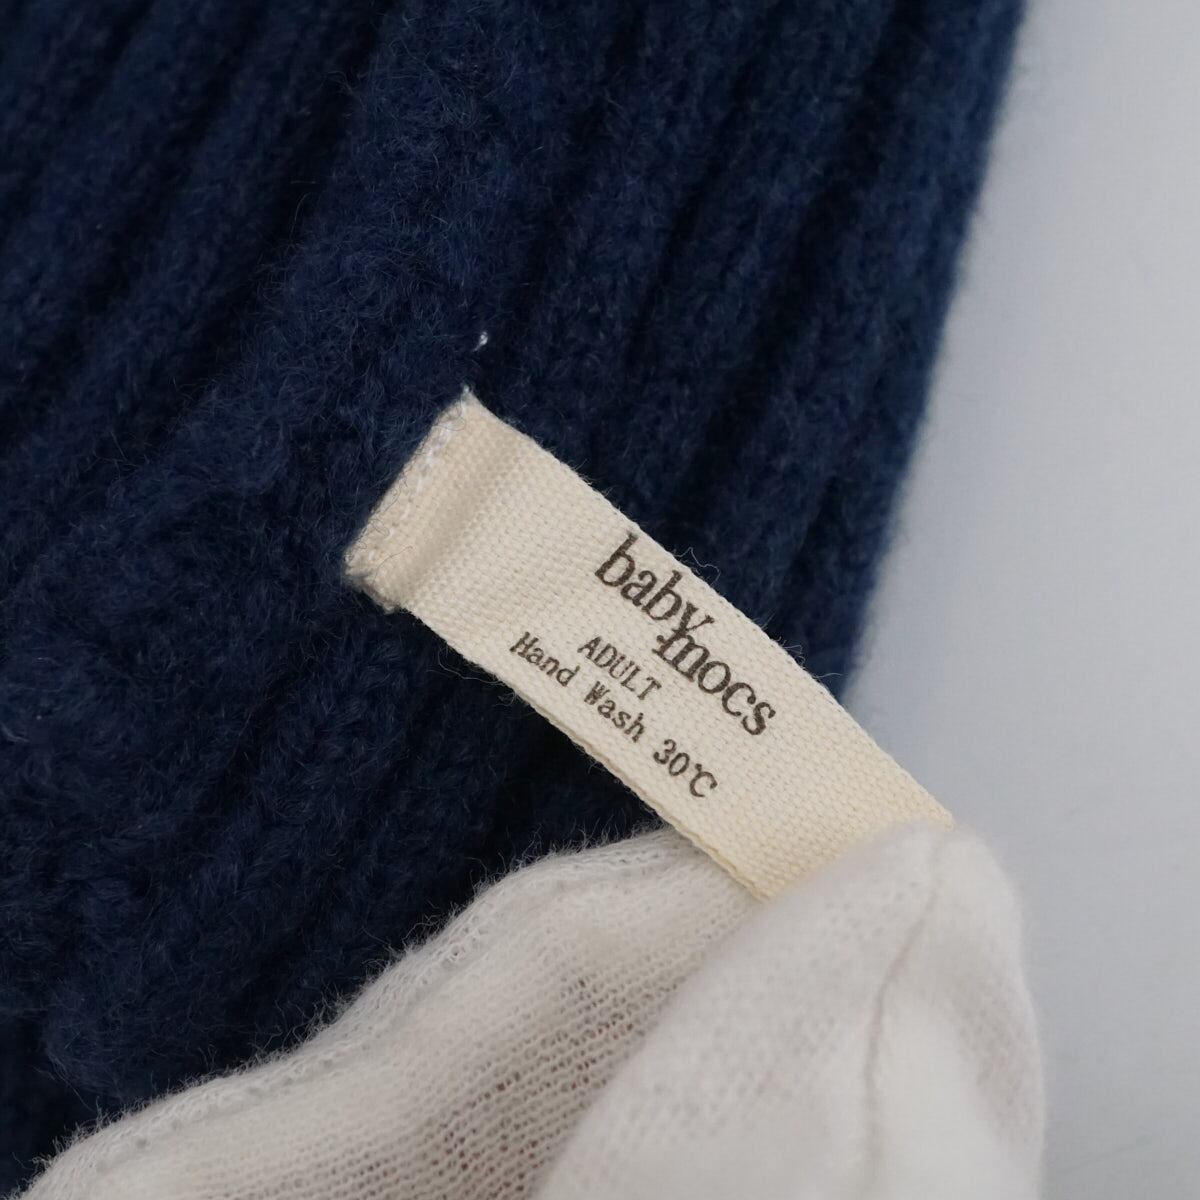 baby
mocs
ADULT
Hand Wash 30℃